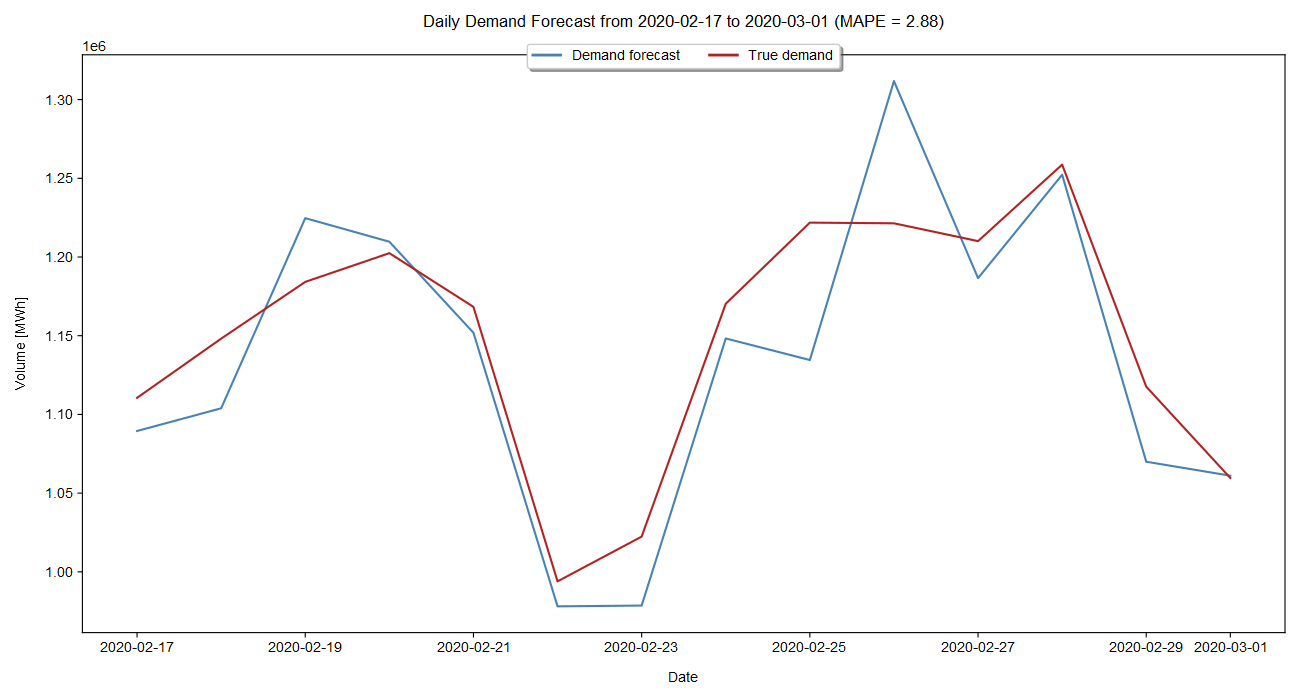 Daily Demand Forecast from 2020-02-17 to 2020-03-01 (MAPE = 2.88)
1e6
Demand forecast
True demand
1.30
1.25
1.20
1.15
1.10
1.05
1.00
Volume [MWh]
2020-02-17
2020-02-19
2020-02-21
2020-02-23
2020-02-25
2020-02-27
2020-02-29
2020-03-01
Date